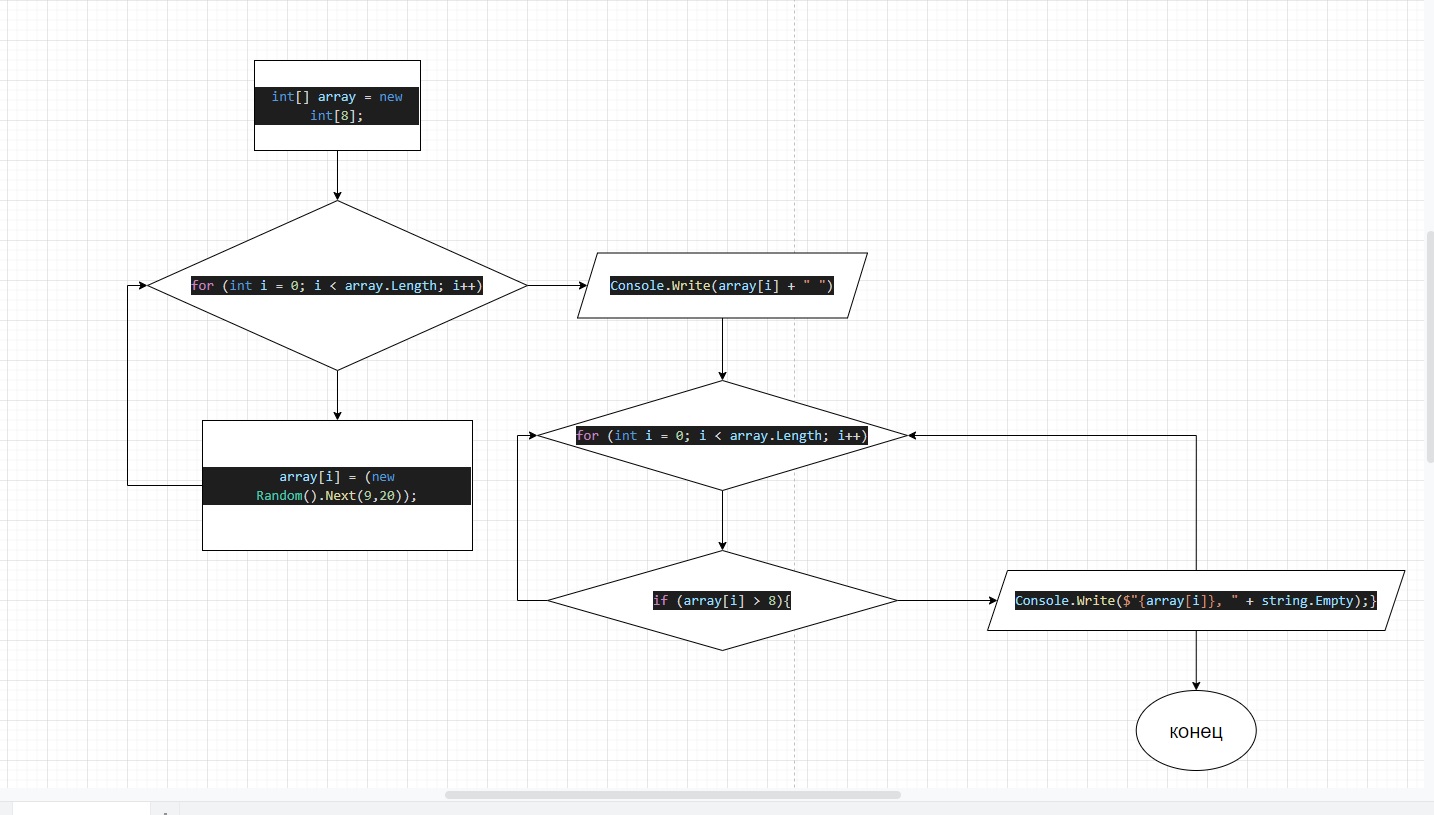 int[] array = new
int[8];
for (int i = 0; i < array.Length; i++)
Console.Write(array[i] + " ")
array[i] = (new
Random().Next(9,20));
for (int i = 0; i < array.Length; i++)
if (array[i] > 8){
Console.Write($"{array[i]}, " + string.Empty);}
конец